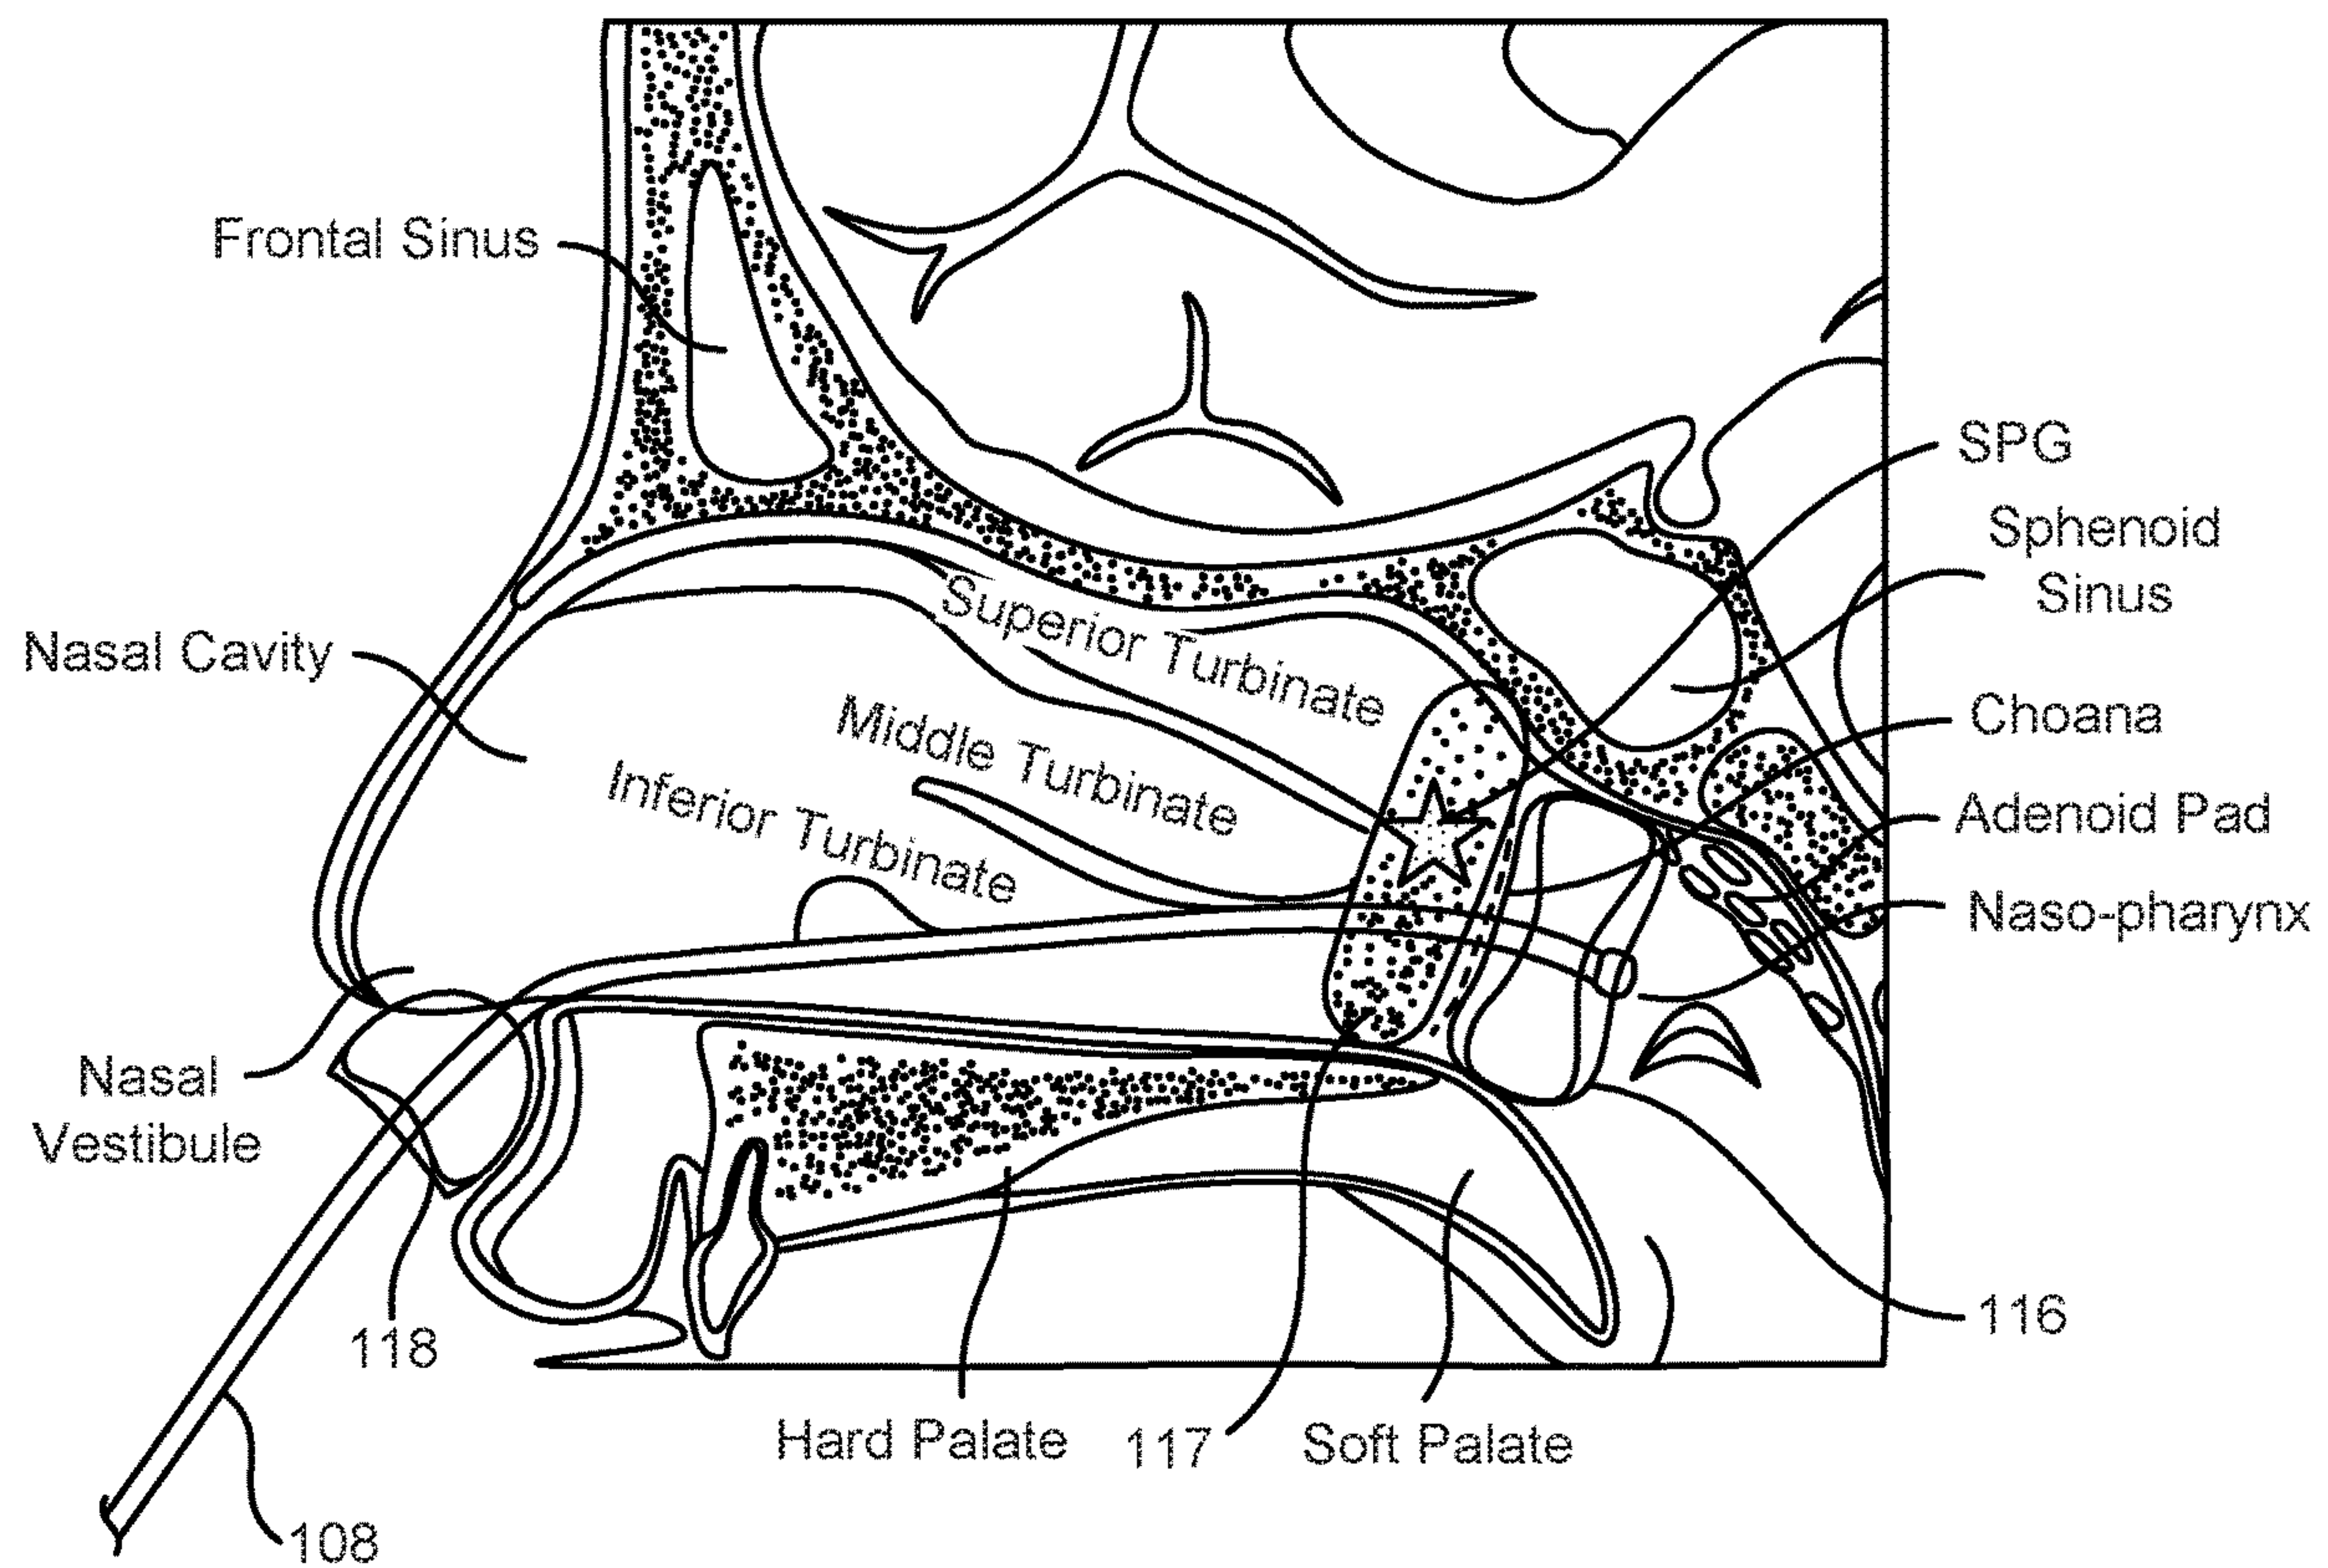 Frontal Sinus
SPG
Sphenoid
Sinus
Superior Turbinate
Nasal Cavity
Middle Turbinate
Choana
Inferior Turbinate
Adenoid Pad
Naso-pharynx
Nasal
Vestibule
116
118
Hard Palate
117
Soft Palate
108